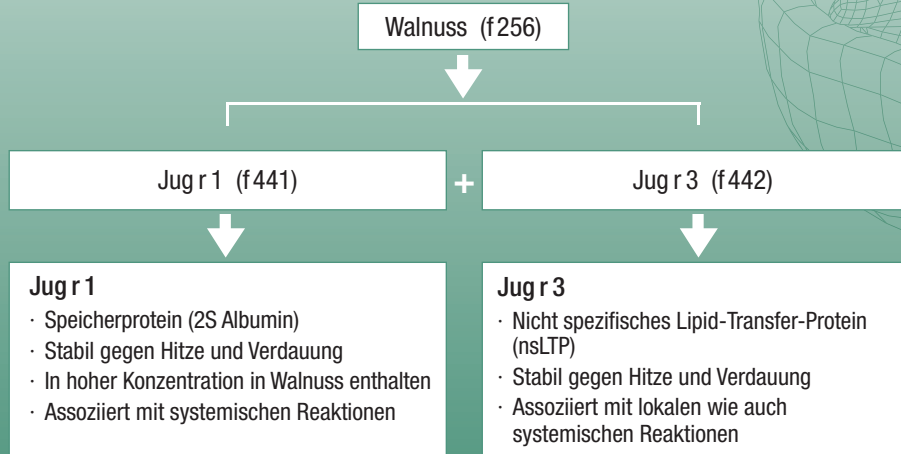 Walnuss (f256)
Jug r 1 (f441)
+
Jug r 3 (f442)
Jug r 1
· Speicherprotein (2S Albumin)
· Stabil gegen Hitze und Verdauung
· In hoher Konzentration in Walnuss enthalten
· Assoziiert mit systemischen Reaktionen
Jug r 3
· Nicht spezifisches Lipid-Transfer-Protein
(nsLTP)
· Stabil gegen Hitze und Verdauung
· Assoziiert mit lokalen wie auch
systemischen Reaktionen